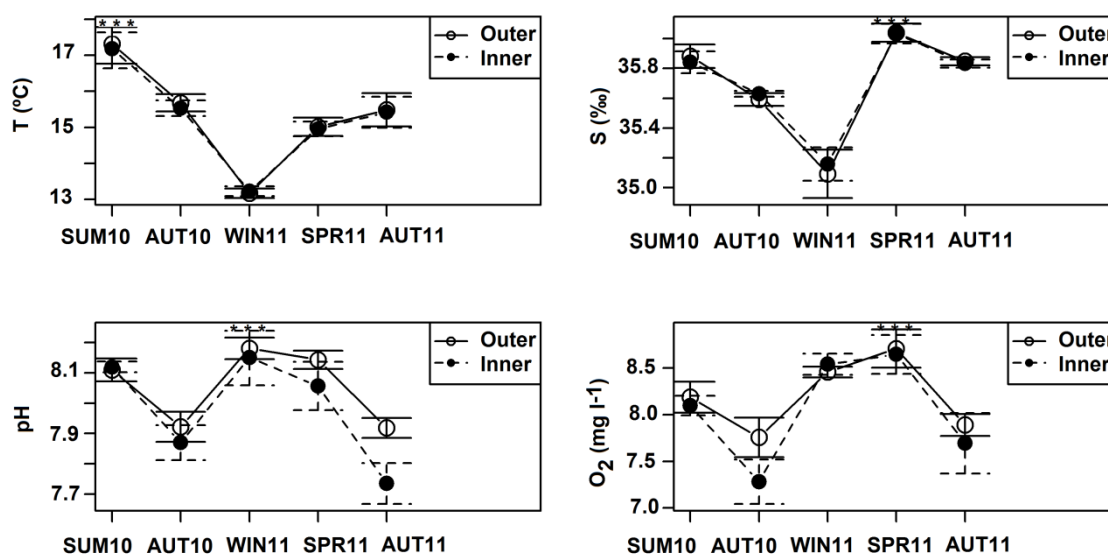 T (ºC)
17
15
13
***
Outer
Inner
SUM10 AUT10 WIN11 SPR11 AUT11
S (‰)
35.8
35.4
35.0
***
Outer
Inner
SUM10 AUT10 WIN11 SPR11 AUT11
pH
8.1
7.9
7.7
***
Outer
Inner
SUM10 AUT10 WIN11 SPR11 AUT11
O2 (mg l-1)
8.5
8.0
7.5
7.0
***
Outer
Inner
SUM10 AUT10 WIN11 SPR11 AUT11